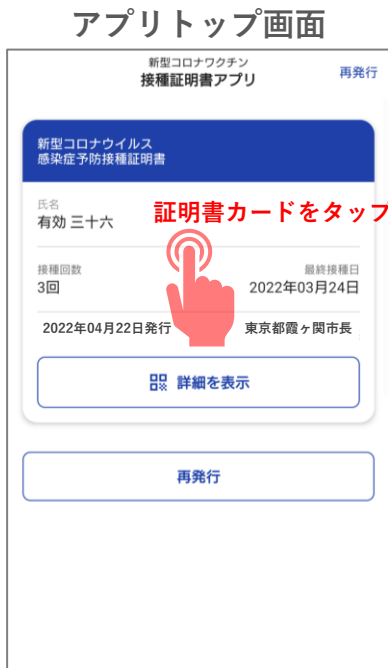 アプリトップ画面
新型コロナワクチン
接種証明書アプリ
再発行
新型コロナウイルス
感染症予防接種証明書
氏名
有効 三十六
証明書カードをタップ
接種回数
3回
最終接種日
2022年03月24日
2022年04月22日発行
東京都霞ヶ関市長
詳細を表示
再発行